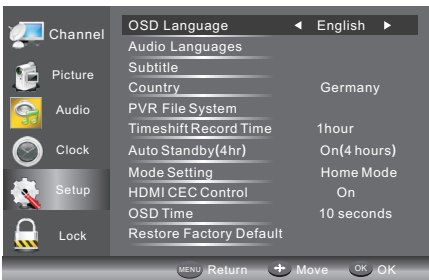 Channel
Picture
Audio
Clock
Setup
Lock
OSD Language English
Audio Languages
Subtitle
Country Germany
PVR File System
Timeshift Record Time 1hour
Auto Standby(4hr) On(4 hours)
Mode Setting Home Mode
HDMI CEC Control On
OSD Time 10 seconds
Restore Factory Default
MENU Return Move OK OK